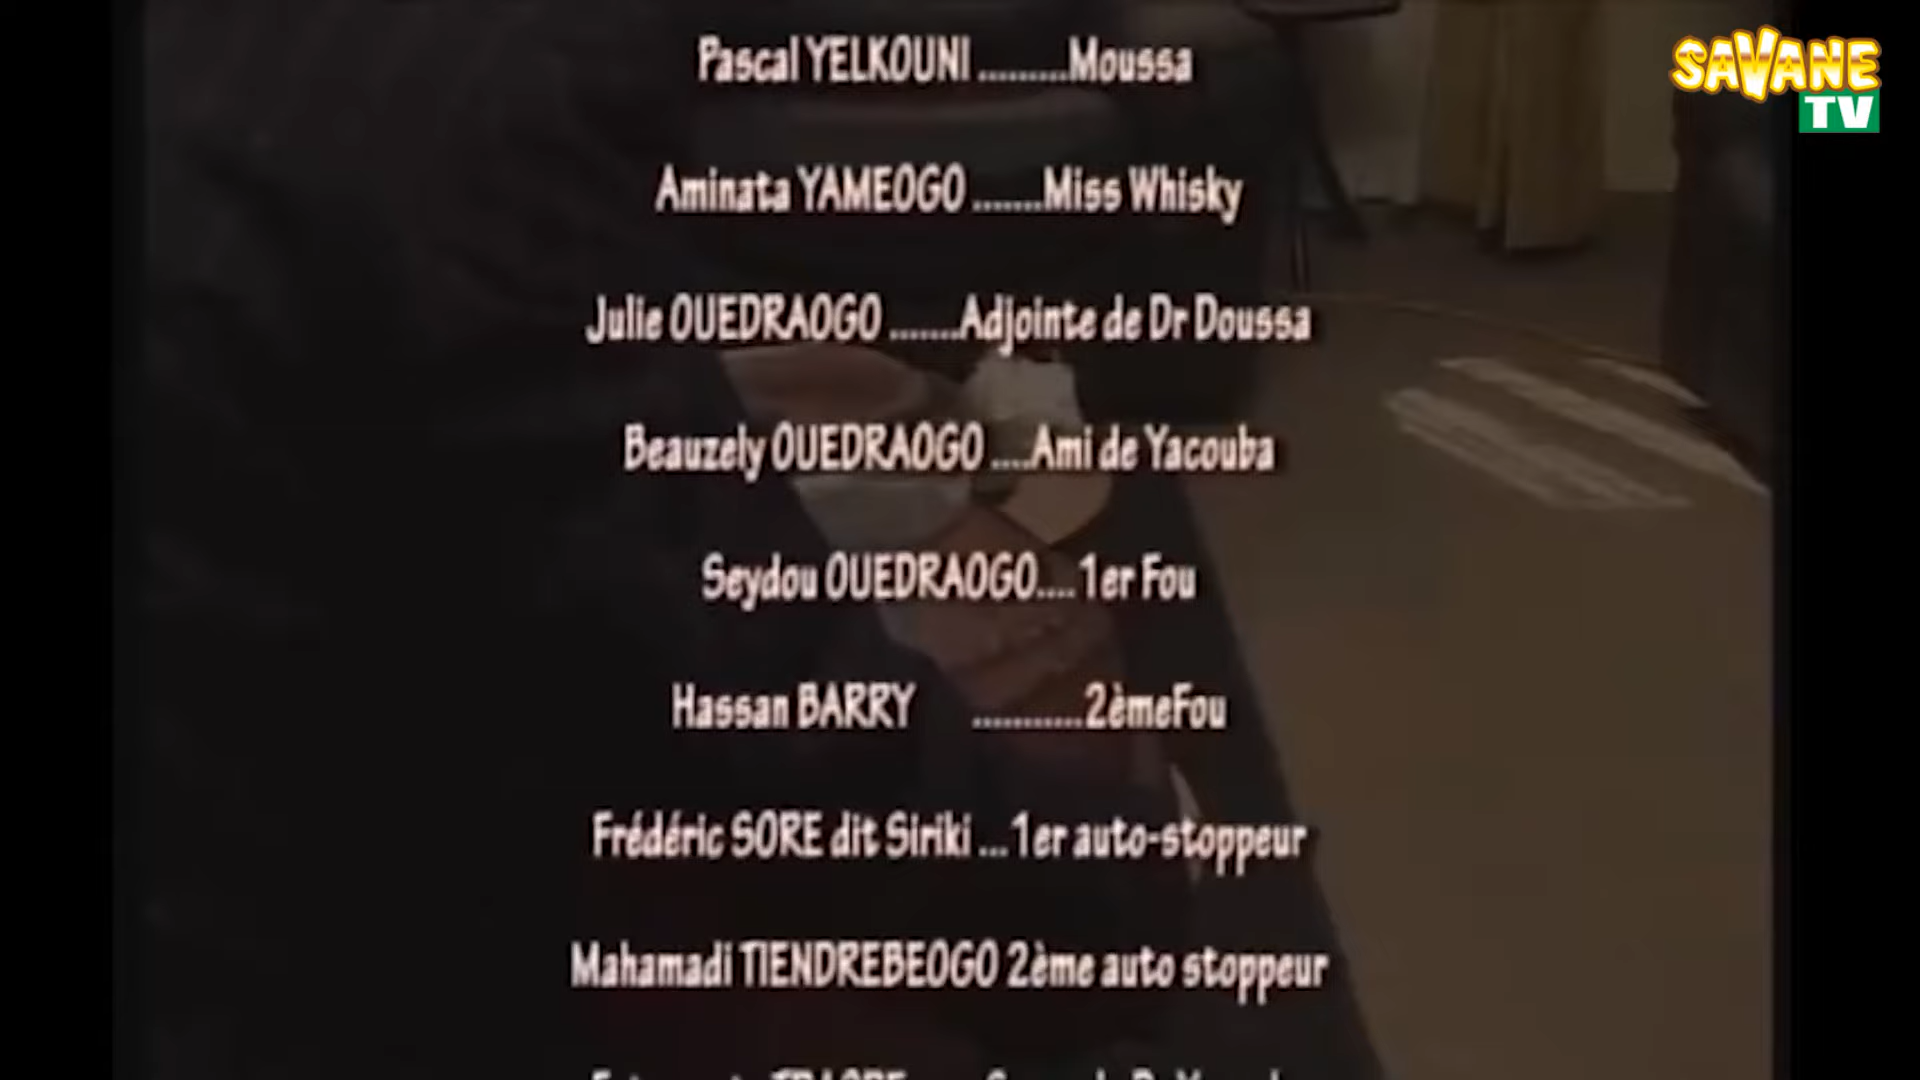 SAVANE
TV
Pascal YELKOUNI .........Moussa
Aminata YAMEOGO .......Miss Whisky
Julie OUEDRAOGO .......Adjointe de Dr Doussa
Beauzely OUEDRAOGO ....Ami de Yacouba
Seydou OUEDRAOGO....1er Fou
Hassan BARRY ...........2èmeFou
Frédéric SORE dit Siriki ...1er auto-stoppeur
Mahamadi TIENDREBEOGO 2ème auto stoppeur